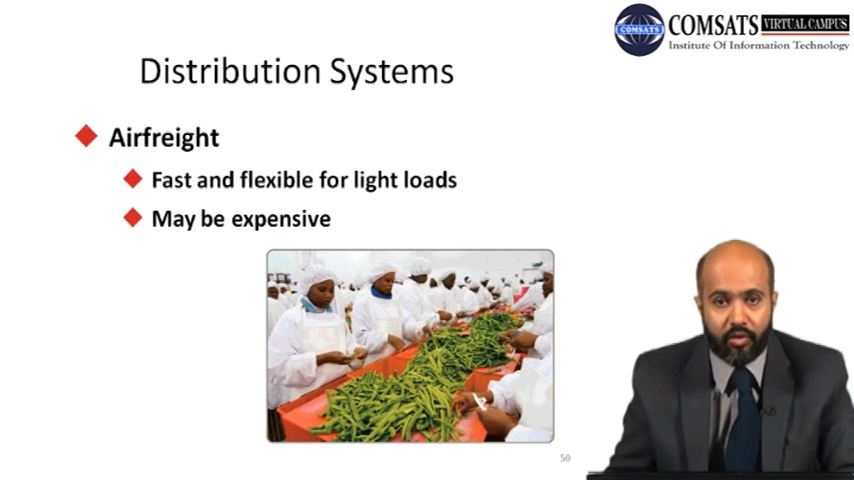 COMSATS VIRTUAL CAMPUS
COMSATS Institute Of Information Technology
Distribution Systems
Airfreight
Fast and flexible for light loads
May be expensive
50